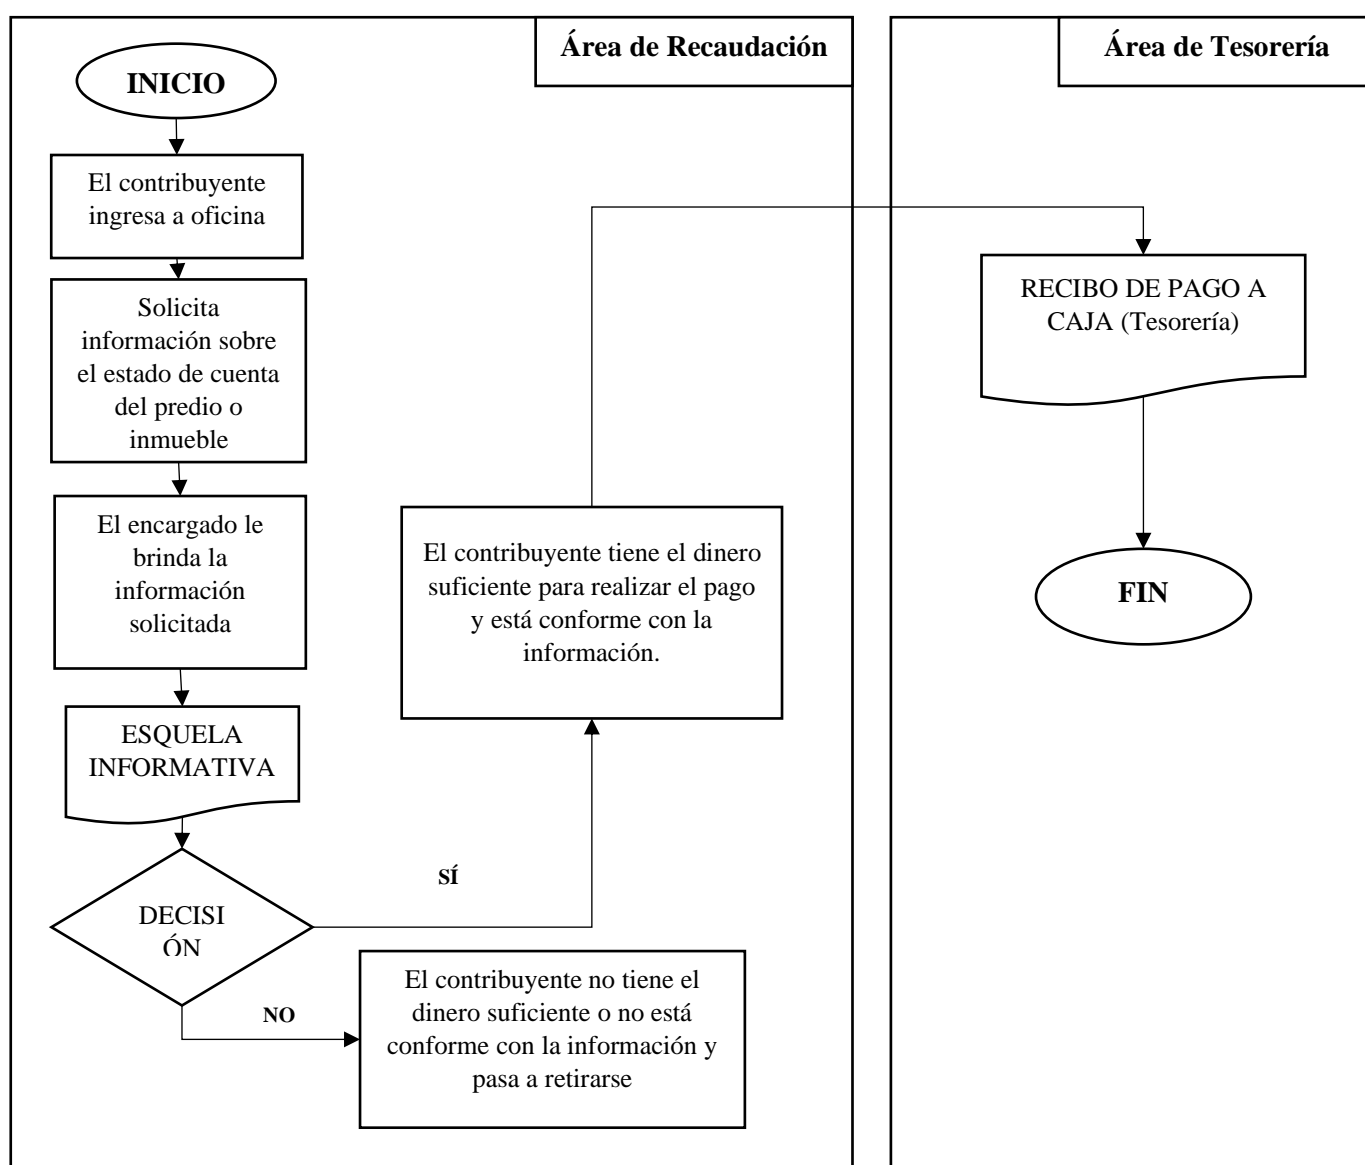 Área de Recaudación
INICIO
El contribuyente
ingresa a oficina
Solicita
información sobre
el estado de cuenta
del predio o
inmueble
El encargado le
brinda la
información
solicitada
ESQUELA
INFORMATIVA
DECISI
ÓN
SÍ
El contribuyente tiene el dinero
suficiente para realizar el pago
y está conforme con la
información.
NO
El contribuyente no tiene el
dinero suficiente o no está
conforme con la información y
pasa a retirarse
Área de Tesorería
RECIBO DE PAGO A
CAJA (Tesorería)
FIN